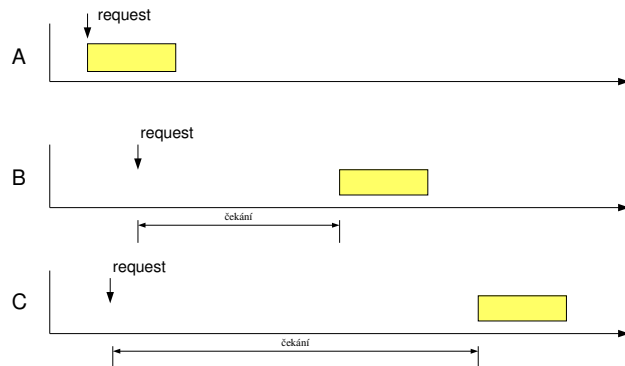 request
A
request
B
čekání
request
C
čekání